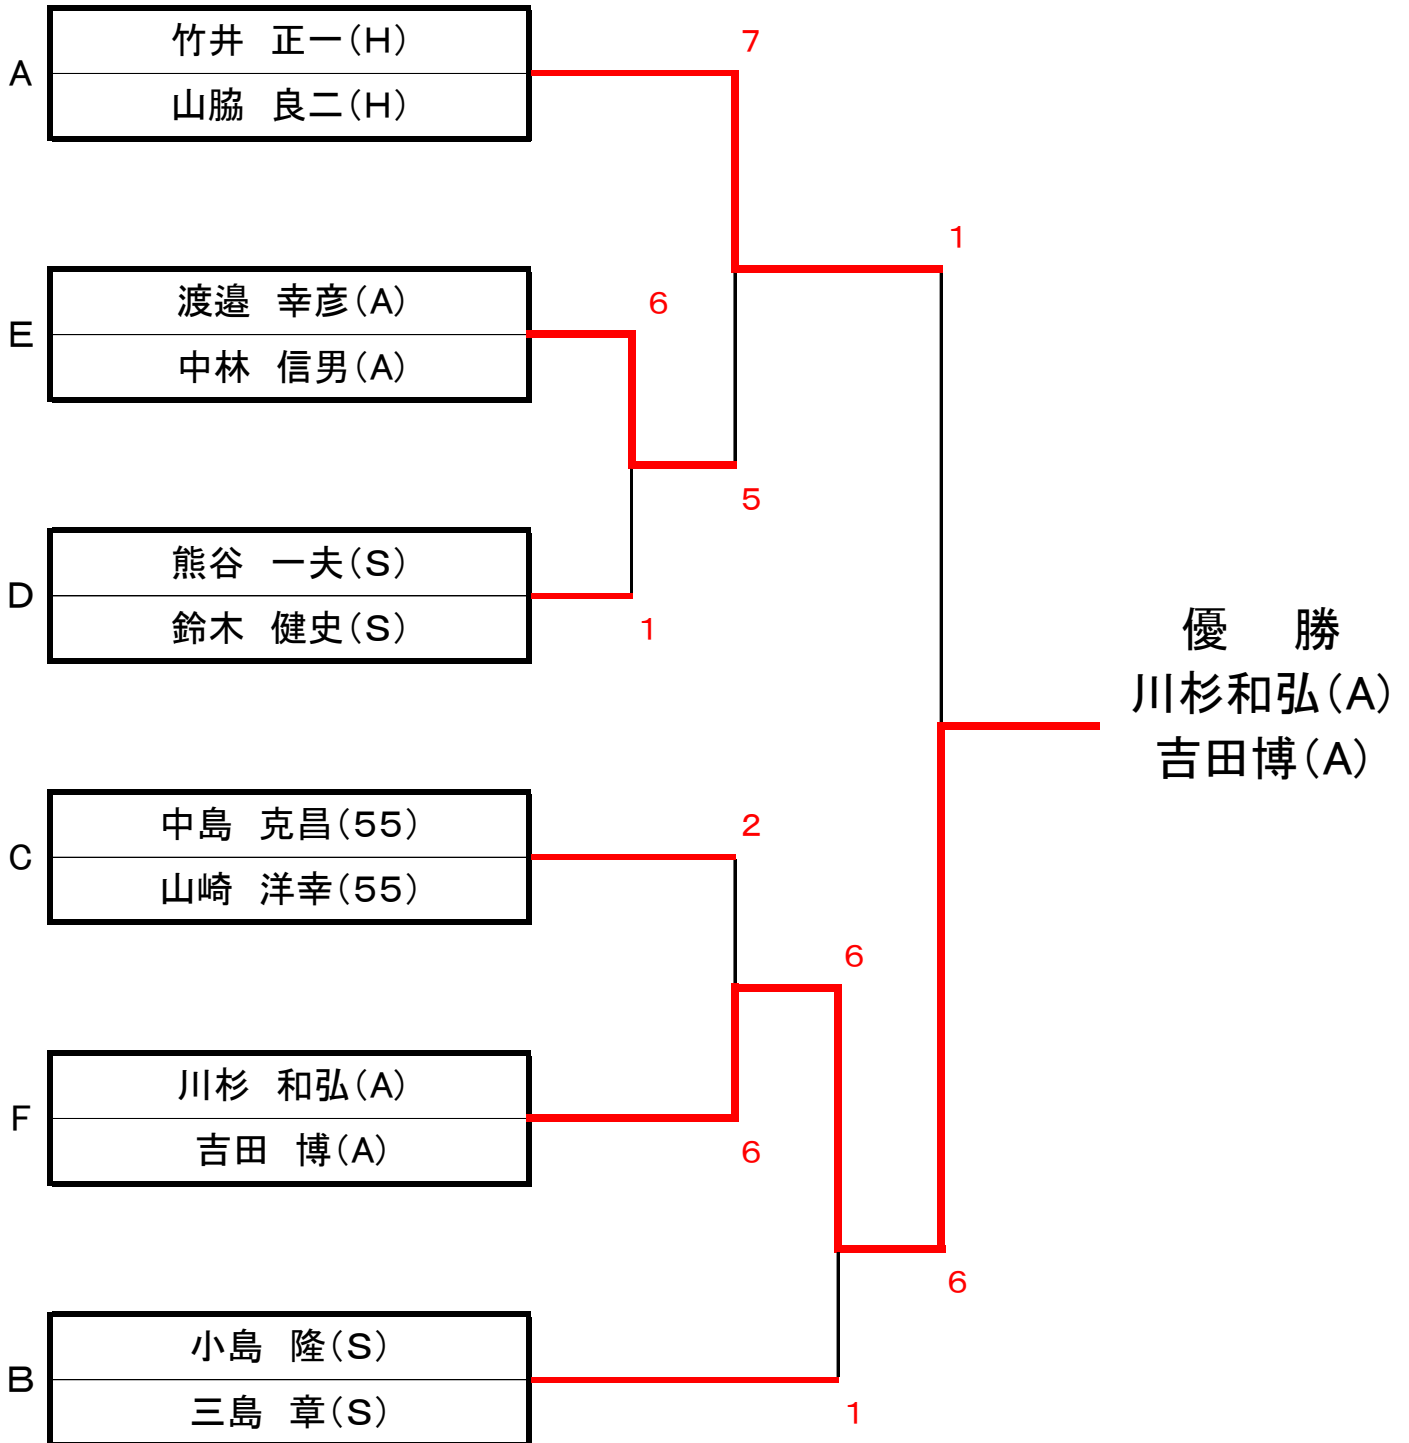 竹井　正一(H)
7
A
山脇　良二(H)
1
渡邉　幸彦(A)
6
E
中林　信男(A)
5
熊谷　一夫(S)
D
鈴木　健史(S)
1
優　勝
川杉和弘(A)
吉田博(A)
中島　克昌(55)
2
C
山崎　洋幸(55)
6
川杉　和弘(A)
F
吉田　博(A)
6
6
小島　隆(S)
B
三島　章(S)
1